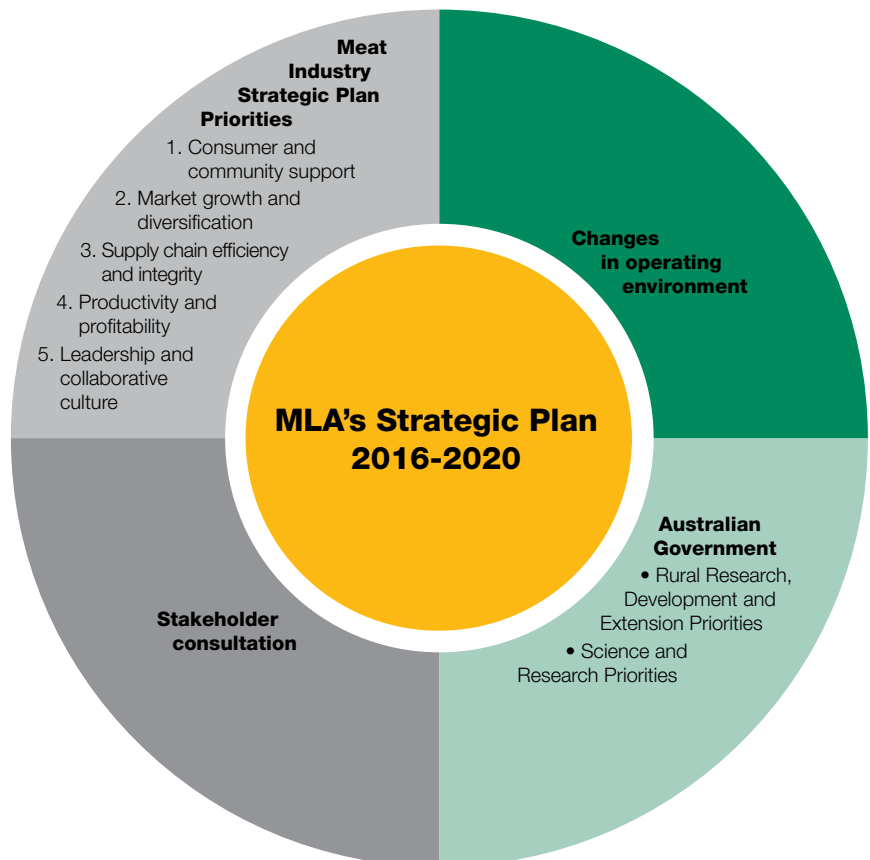 Meat
Industry
Strategic Plan
Priorities
1. Consumer and
community support
2. Market growth and
diversification
3. Supply chain efficiency
and integrity
4. Productivity and
profitability
5. Leadership and
collaborative
culture
Changes
in operating
environment
MLA's Strategic Plan
2016-2020
Australian
Government
• Rural Research,
Development and
Extension Priorities
• Science and
Research Priorities
Stakeholder
consultation